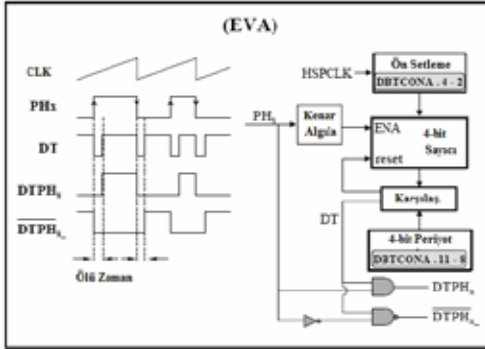 (EVA)
CLK
PHx
DT
DTPHx
DTPHx_
Ölü Zaman
HSPCLK
Ön Setleme
DBTCONA . 4 - 2
PHx
Kenar
Algıla
ENA
4-bit
Sayıcı
reset
Karşılaş.
DT
4-bit Periyot
DBTCONA . 11 - 8
DTPHx
DTPHx_